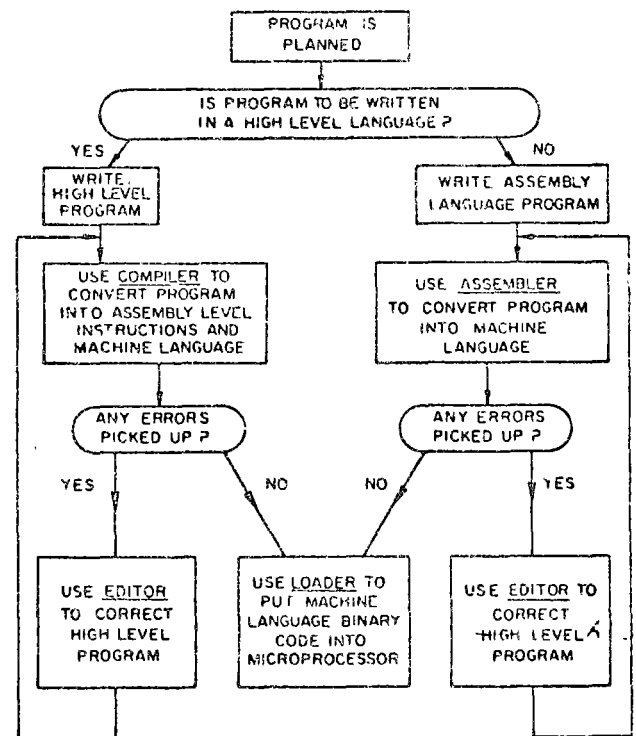 PROGRAM IS
PLANNED
IS PROGRAM TO BE WRITTEN
IN A HIGH LEVEL LANGUAGE ?
YES
NO
WRITE
HIGH LEVEL
PROGRAM
WRITE ASSEMBLY
LANGUAGE PROGRAM
USE COMPILER TO
CONVERT PROGRAM
INTO ASSEMBLY LEVEL
INSTRUCTIONS AND
MACHINE LANGUAGE
USE ASSEMBLER
TO CONVERT PROGRAM
INTO MACHINE
LANGUAGE
ANY ERRORS
PICKED UP ?
ANY ERRORS
PICKED UP ?
YES
NO
NO
YES
USE EDITOR
TO CORRECT
HIGH LEVEL
PROGRAM
USE LOADER TO
PUT MACHINE
LANGUAGE BINARY
CODE INTO
MICROPROCESSOR
USE EDITOR TO
CORRECT
HIGH LEVEL
PROGRAM